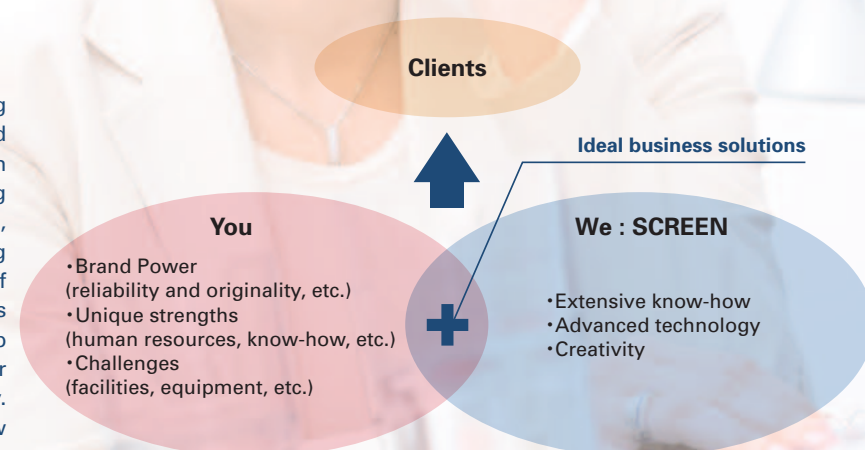 Clients
Ideal business solutions
You
・Brand Power
(reliability and originality, etc.)
・Unique strengths
(human resources, know-how, etc.)
・Challenges
(facilities, equipment, etc.)
We : SCREEN
・Extensive know-how
・Advanced technology
・Creativity